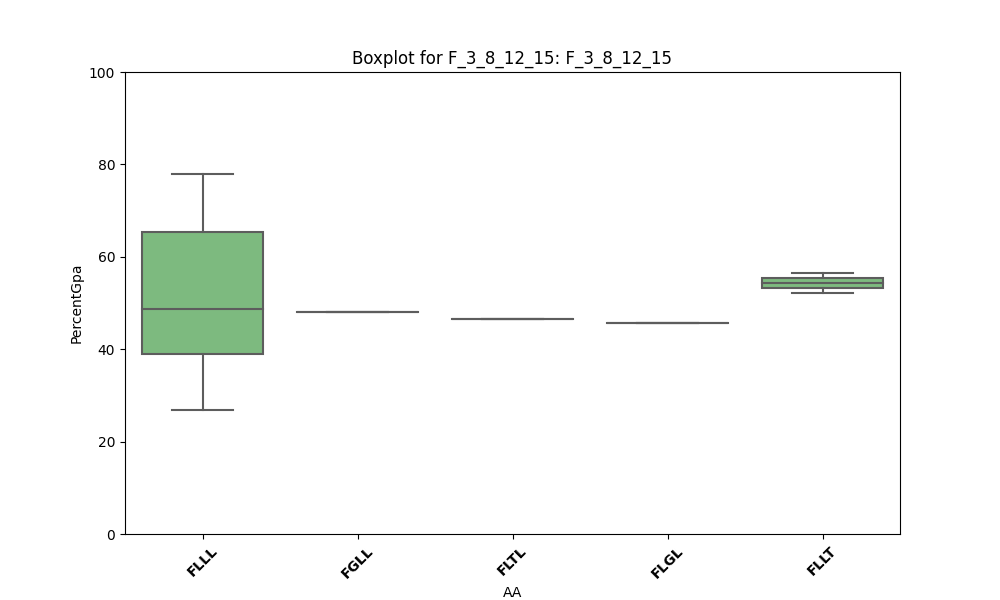 Boxplot for F_3_8_12_15: F_3_8_12_15
100
80
60
40
20
0
PercentGpa
FLLL
FGLL
FLTL
FLGL
FLLT
AA